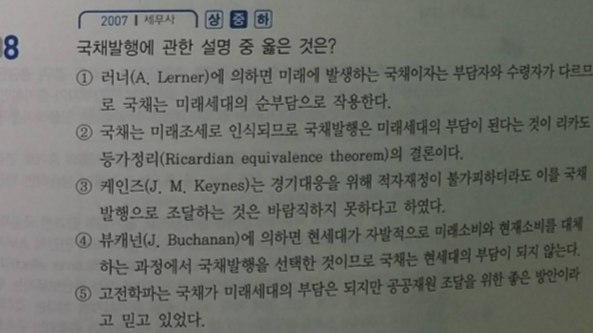 2007 | 세무사 상 중 하
8 국채발행에 관한 설명 중 옳은 것은?
① 러너(A. Lerner)에 의하면 미래에 발생하는 국채이자는 부담자와 수령자가 다르므
로 국채는 미래세대의 순부담으로 작용한다.
② 국채는 미래조세로 인식되므로 국채발행은 미래세대의 부담이 된다는 것이 리카도
등가정리(Ricardian equivalence theorem)의 결론이다.
③ 케인즈(J. M. Keynes)는 경기대응을 위해 적자재정이 불가피하더라도 이를 국채
발행으로 조달하는 것은 바람직하지 못하다고 하였다.
④ 뷰캐넌(J. Buchanan)에 의하면 현세대가 자발적으로 미래소비와 현재소비를 대체
하는 과정에서 국채발행을 선택한 것이므로 국채는 현세대의 부담이 되지 않는다.
⑤ 고전학파는 국채가 미래세대의 부담은 되지만 공공재원 조달을 위한 좋은 방안이라
고 믿고 있었다.